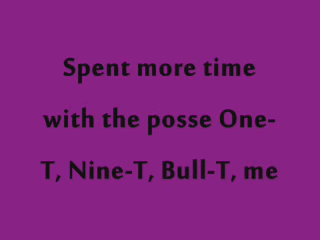 Spent more time
with the posse One-
T, Nine-T, Bull-T, me